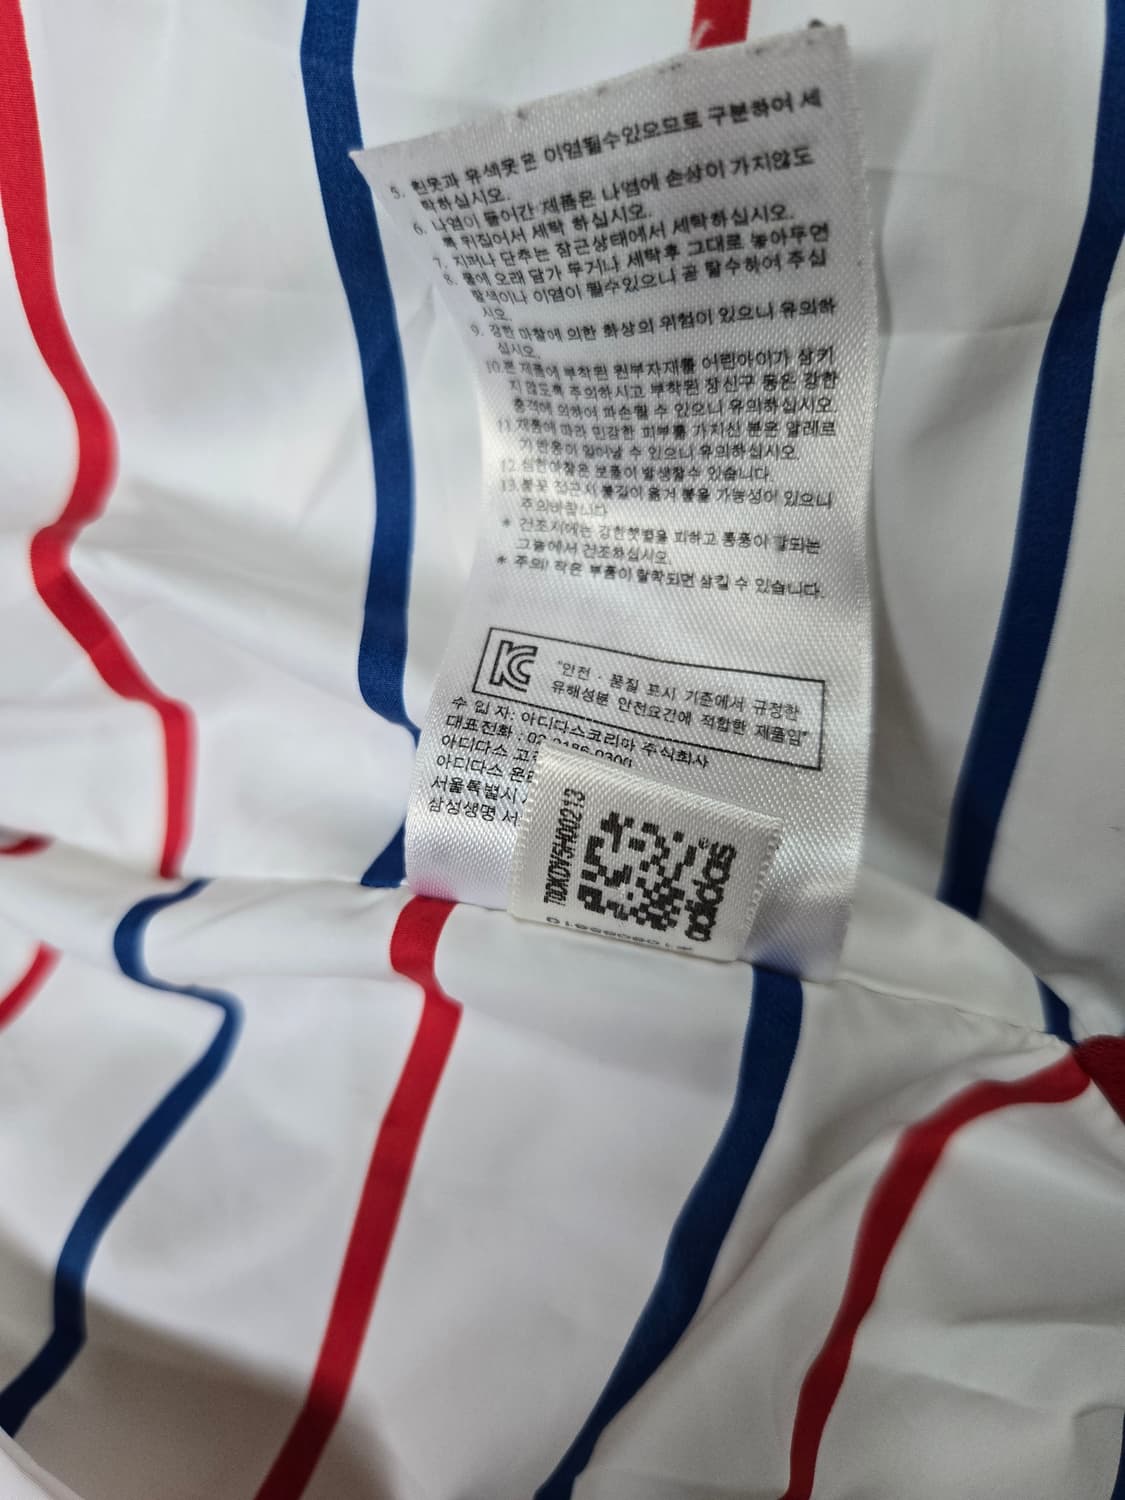 5. 흰옷과 유색옷은 이염될수있으므로 구분하여 세
탁하십시오.
6. 나염이 들어간 제품은 나염에 손상이 가지않도
록 뒤집어서 세탁 하십시오.
7. 지퍼나 단추는 잠근상태에서 세탁하십시오.
8. 물에 오래 담가 두거나 세탁후 그대로 놓아두면
탈색이나 이염이 될수있으니 곧 탈수하여 주십
시오.
9. 강한 마찰에 의한 화상의 위험이 있으니 유의하
십시오.
10.본 제품에 부착된 원부자재를 어린아이가 삼키
지 않도록 주의하시고 부착된 장신구 등은 강한
충격에 의하여 파손될 수 있으니 유의하십시오.
11.제품에 따라 민감한 피부를 가지신 분은 알레르
기 반응이 일어날 수 있으니 유의하십시오.
12.심한마찰은 보풀이 발생할수 있습니다.
13.불꽃 접근시 불길이 옮겨 붙을 가능성이 있으니
주의바랍니다
* 건조시에는 강한햇볕을 피하고 통풍이 잘되는
그늘에서 건조하십시오.
* 주의! 작은 부품이 탈착되면 삼킬 수 있습니다.
"안전 · 품질 표시 기준에서 규정한
유해성분 안전요건에 적합한 제품임"
수 입 자: 아디다스코리아 주식회사
대표전화 : 02-2186-0300
아디다스 고
아디다스 온
서울특별시
삼성생명 서
adidas